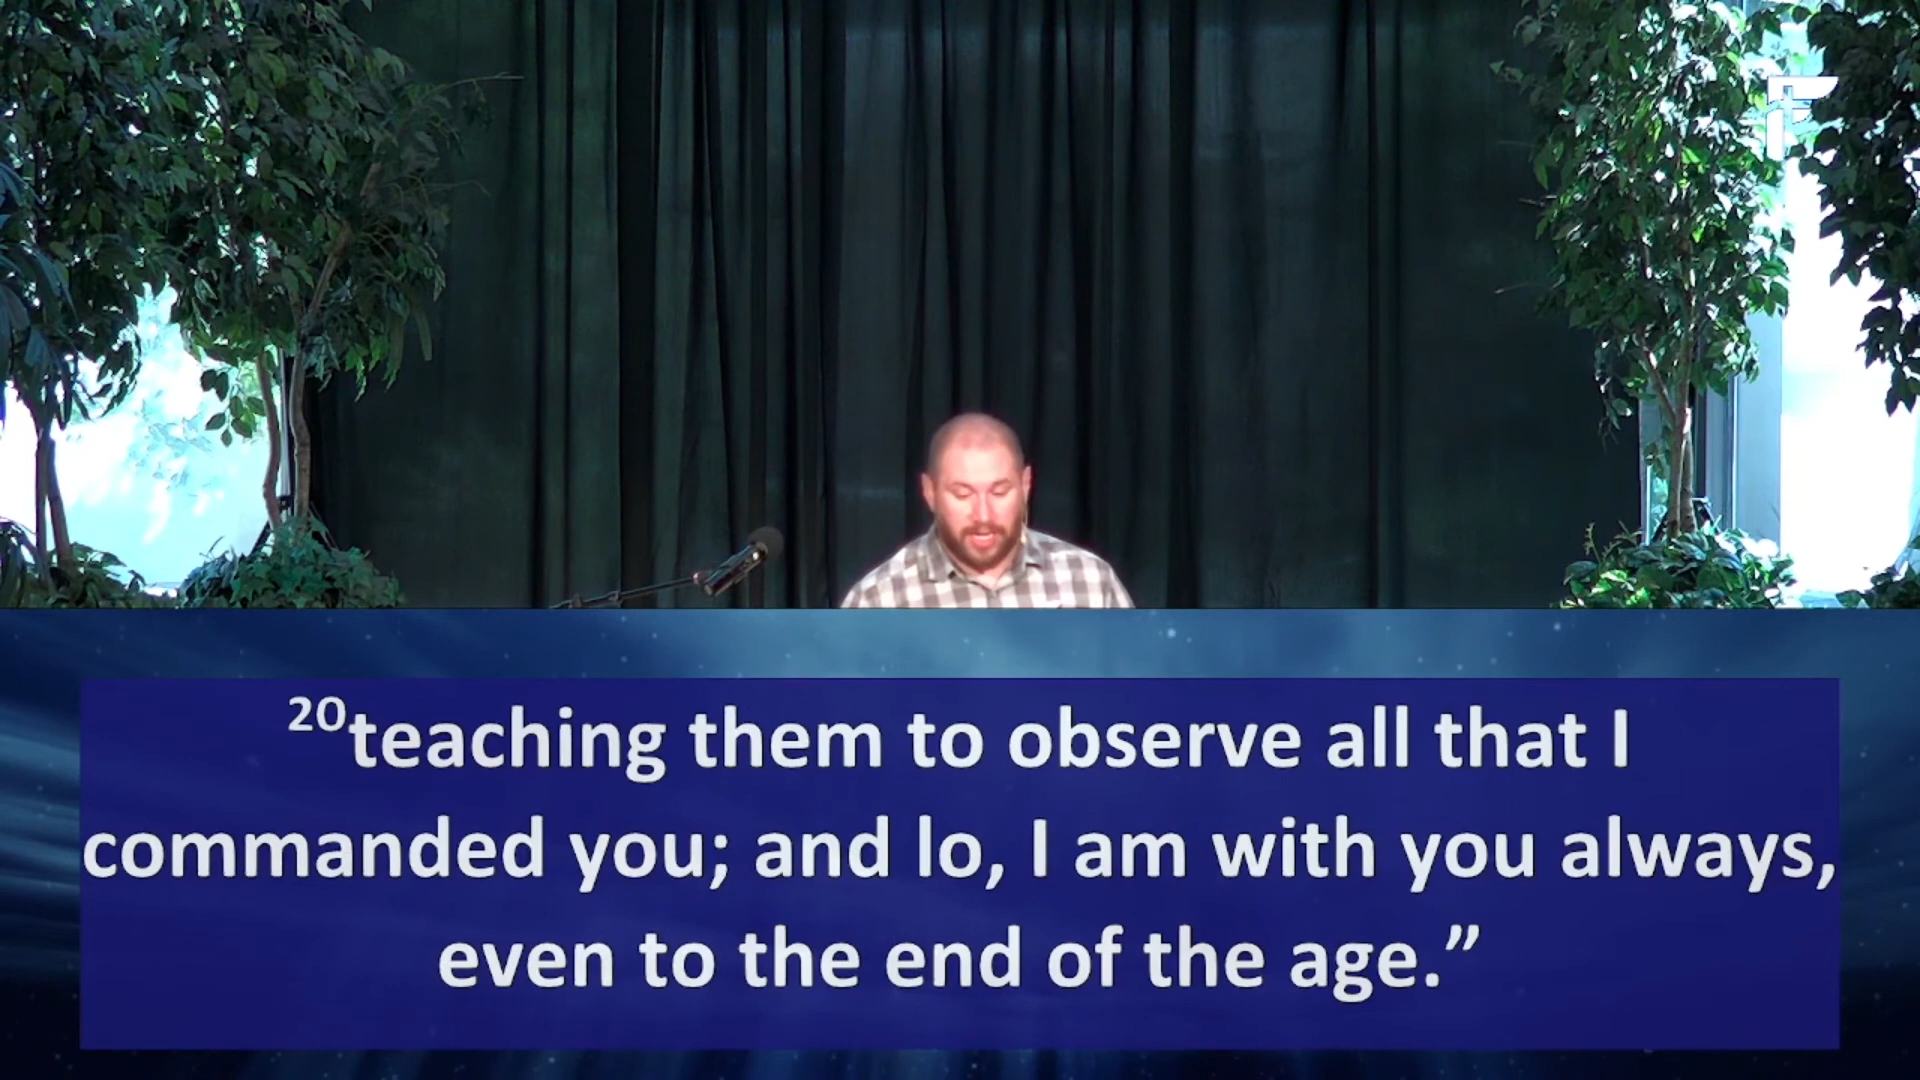 20teaching them to observe all that I
commanded you; and lo, I am with you always,
even to the end of the age.”